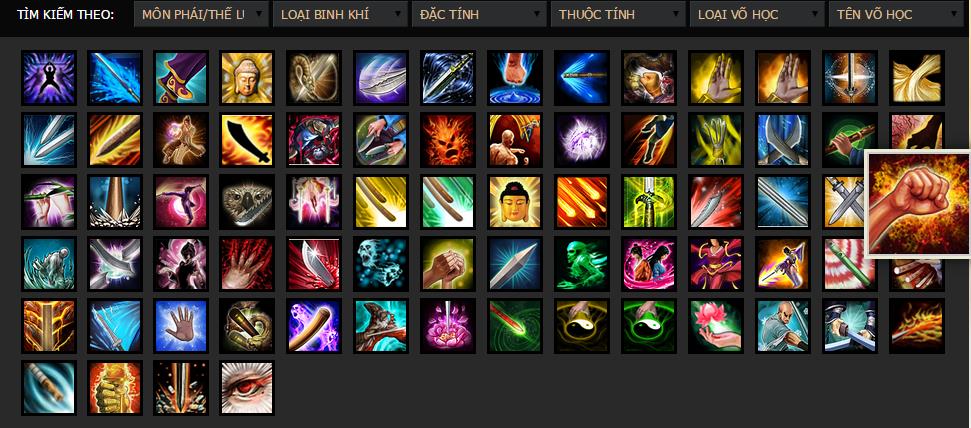 TÌM KIẾM THEO: MÔN PHÁI/THẾ LỰ LOẠI BINH KHÍ ĐẶC TÍNH THUỘC TÍNH LOẠI VÕ HỌC TÊN VÕ HỌC